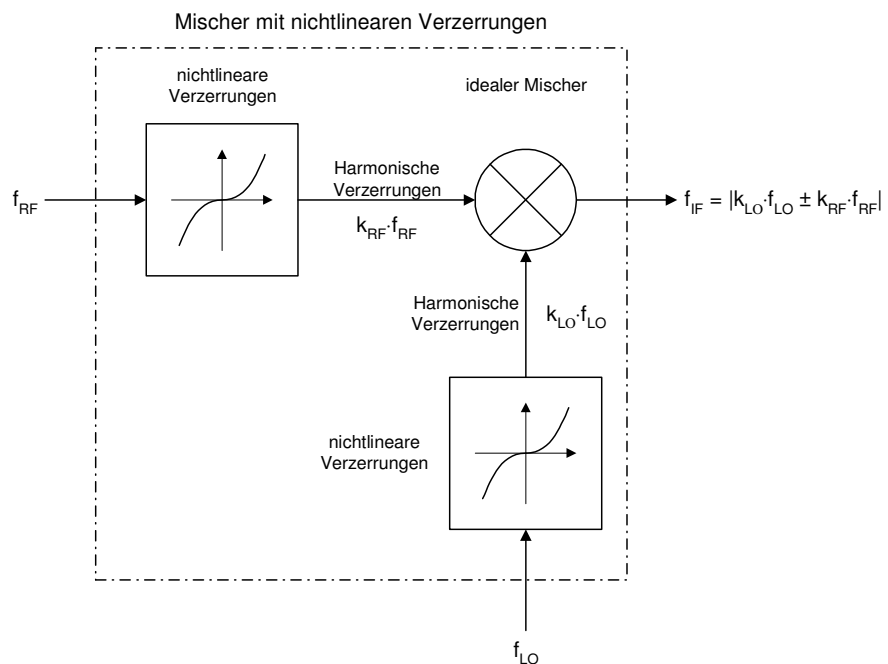 Mischer mit nichtlinearen Verzerrungen
nichtlineare
Verzerrungen
idealer Mischer
f_RF
Harmonische
Verzerrungen
k_RF·f_RF
f_IF = |k_LO·f_LO ± k_RF·f_RF|
Harmonische
Verzerrungen
k_LO·f_LO
nichtlineare
Verzerrungen
f_LO